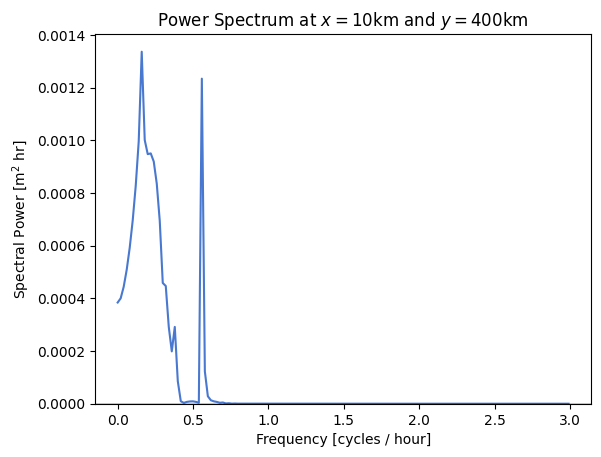 Power Spectrum at x = 10km and y = 400km
Spectral Power [m² hr]
0.0014
0.0012
0.0010
0.0008
0.0006
0.0004
0.0002
0.0000
0.0 0.5 1.0 1.5 2.0 2.5 3.0
Frequency [cycles / hour]